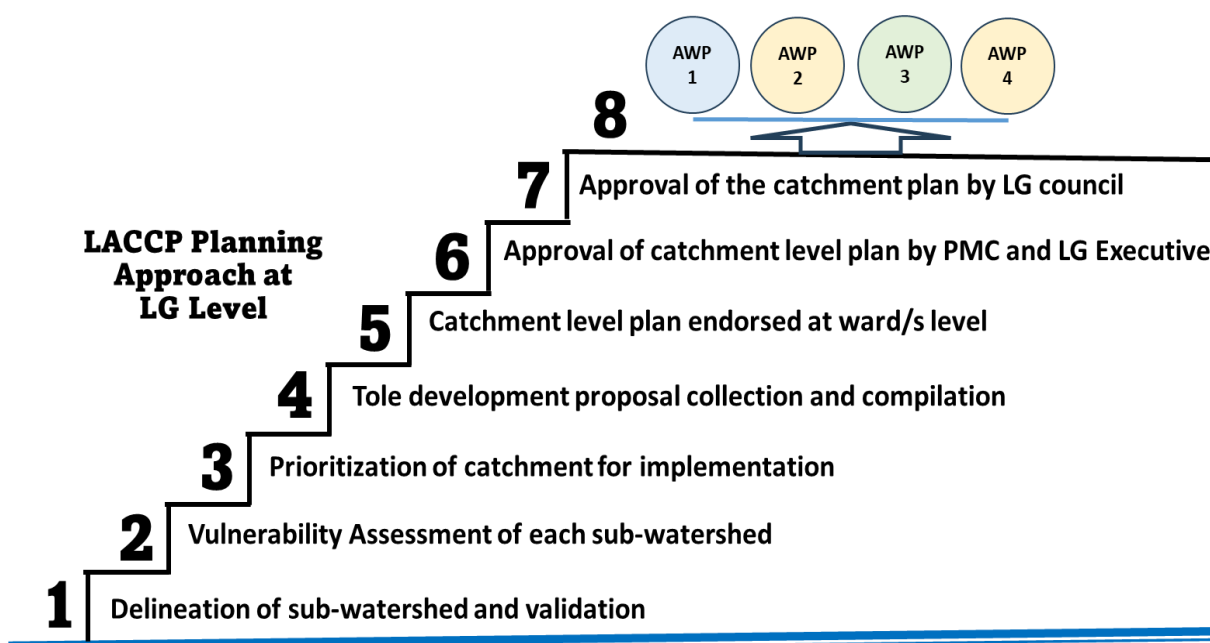 AWP
1
AWP
2
AWP
3
AWP
4
8
7 Approval of the catchment plan by LG council
LACCP Planning
Approach at
LG Level
6 Approval of catchment level plan by PMC and LG Executive
5 Catchment level plan endorsed at ward/s level
4 Tole development proposal collection and compilation
3 Prioritization of catchment for implementation
2 Vulnerability Assessment of each sub-watershed
1 Delineation of sub-watershed and validation